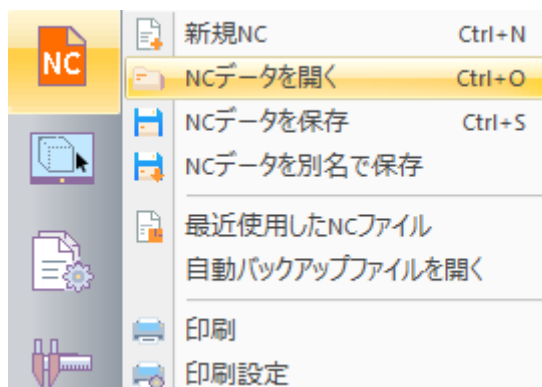 NC
新規NC Ctrl+N
NCデータを開く Ctrl+O
NCデータを保存 Ctrl+S
NCデータを別名で保存
最近使用したNCファイル
自動バックアップファイルを開く
印刷
印刷設定